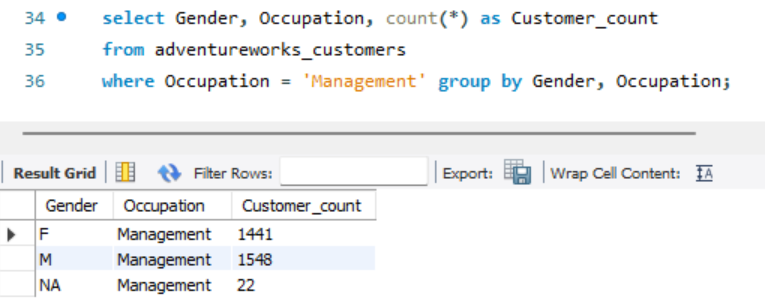 34 select Gender, Occupation, count(*) as Customer_count
35 from adventureworks_customers
36 where Occupation = 'Management' group by Gender, Occupation;
Result Grid Filter Rows: Export: Wrap Cell Content: IA
Gender Occupation Customer_count
F Management 1441
M Management 1548
NA Management 22